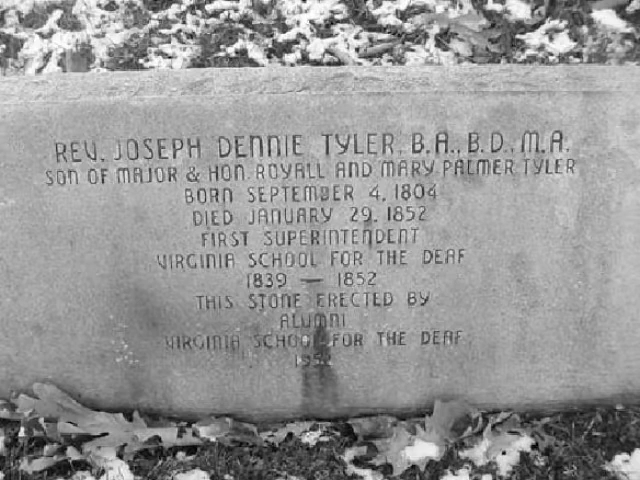 REV. JOSEPH DENNIE TYLER B.A., B.D., M.A.
SON OF MAJOR & HON. ROYALL AND MARY PALMER TYLER
BORN SEPTEMBER 4, 1804
DIED JANUARY 29, 1852
FIRST SUPERINTENDENT
VIRGINIA SCHOOL FOR THE DEAF
1839 — 1852
THIS STONE ERECTED BY
ALUMNI
VIRGINIA SCHOOL FOR THE DEAF
1952